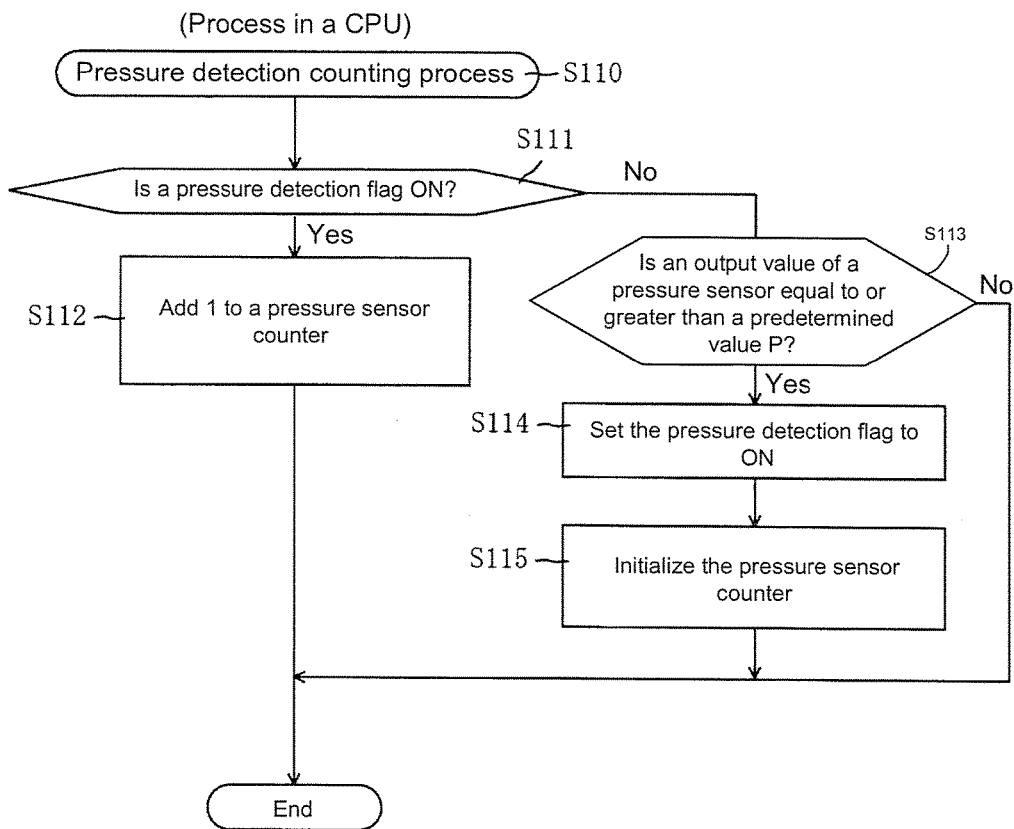 (Process in a CPU)
Pressure detection counting process
S110
S111
Is a pressure detection flag ON?
No
Yes
S113
Is an output value of a
pressure sensor equal to or
greater than a predetermined
value P?
No
S112
Add 1 to a pressure sensor
counter
Yes
S114
Set the pressure detection flag to
ON
S115
Initialize the pressure sensor
counter
End